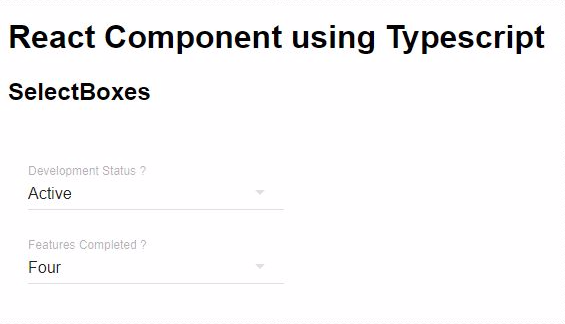 React Component using Typescript
SelectBoxes
Development Status ?
Active
Features Completed ?
Four